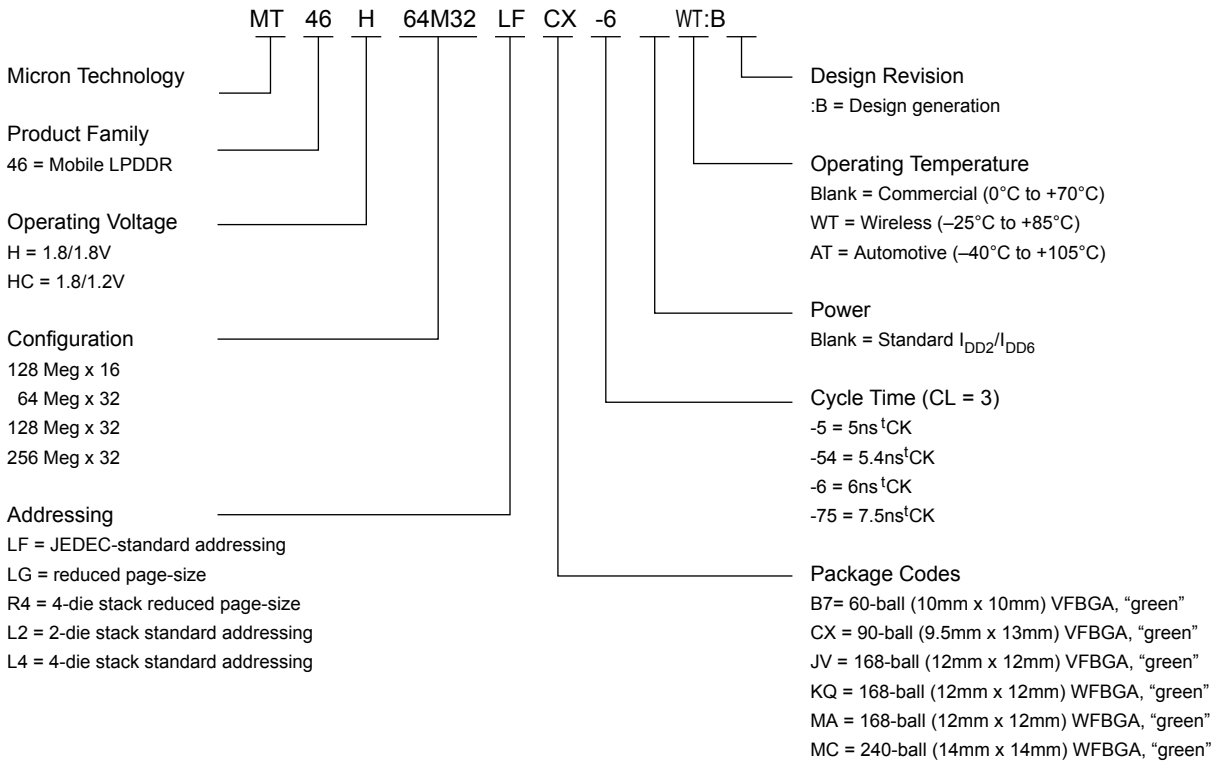 MT 46 H 64M32 LF CX -6 WT:B
Micron Technology
Product Family
46 = Mobile LPDDR
Operating Voltage
H = 1.8/1.8V
HC = 1.8/1.2V
Configuration
128 Meg x 16
64 Meg x 32
128 Meg x 32
256 Meg x 32
Addressing
LF = JEDEC-standard addressing
LG = reduced page-size
R4 = 4-die stack reduced page-size
L2 = 2-die stack standard addressing
L4 = 4-die stack standard addressing
Design Revision
:B = Design generation
Operating Temperature
Blank = Commercial (0°C to +70°C)
WT = Wireless (–25°C to +85°C)
AT = Automotive (–40°C to +105°C)
Power
Blank = Standard IDD2/IDD6
Cycle Time (CL = 3)
-5 = 5ns tCK
-54 = 5.4ns tCK
-6 = 6ns tCK
-75 = 7.5ns tCK
Package Codes
B7= 60-ball (10mm x 10mm) VFBGA, “green”
CX = 90-ball (9.5mm x 13mm) VFBGA, “green”
JV = 168-ball (12mm x 12mm) VFBGA, “green”
KQ = 168-ball (12mm x 12mm) WFBGA, “green”
MA = 168-ball (12mm x 12mm) WFBGA, “green”
MC = 240-ball (14mm x 14mm) WFBGA, “green”